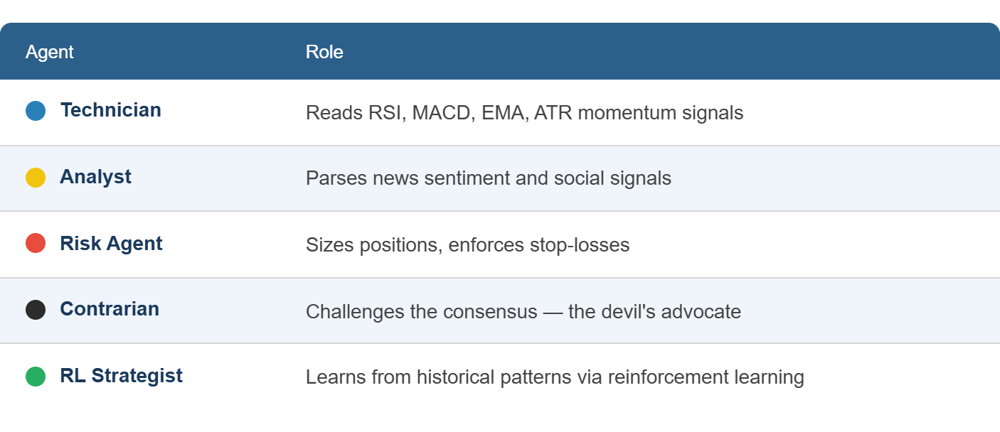 Agent Role
Technician Reads RSI, MACD, EMA, ATR momentum signals
Analyst Parses news sentiment and social signals
Risk Agent Sizes positions, enforces stop-losses
Contrarian Challenges the consensus — the devil's advocate
RL Strategist Learns from historical patterns via reinforcement learning